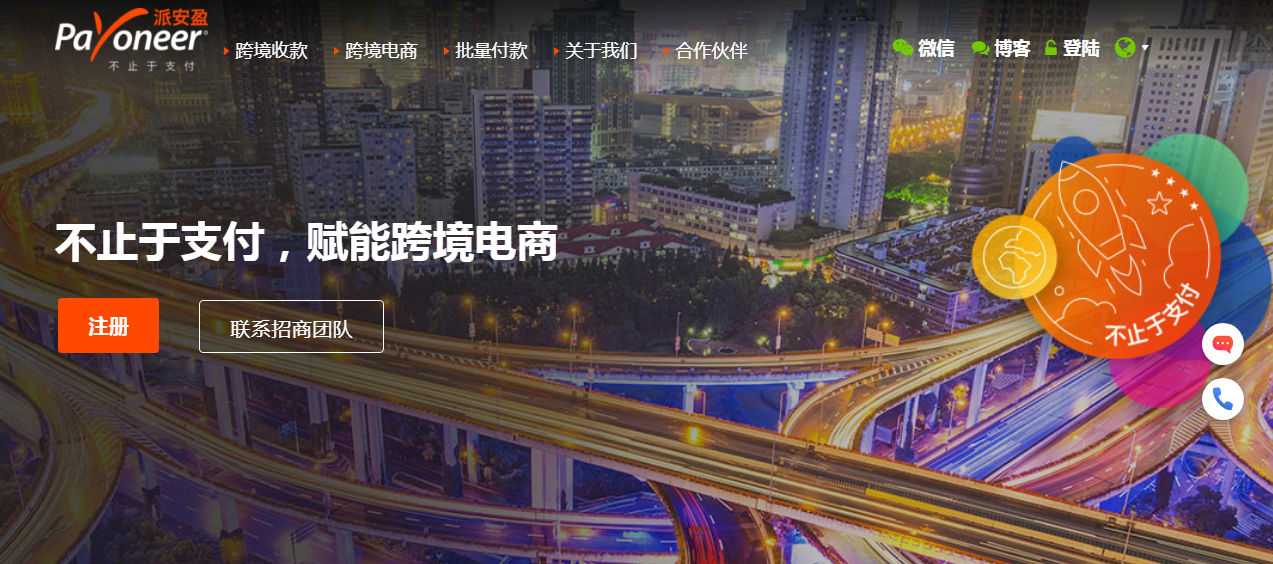 派安盈
Payoneer®
不止于支付
跨境收款
跨境电商
批量付款
关于我们
合作伙伴
微信
博客
登陆
不止于支付，赋能跨境电商
注册
联系招商团队
不止于支付